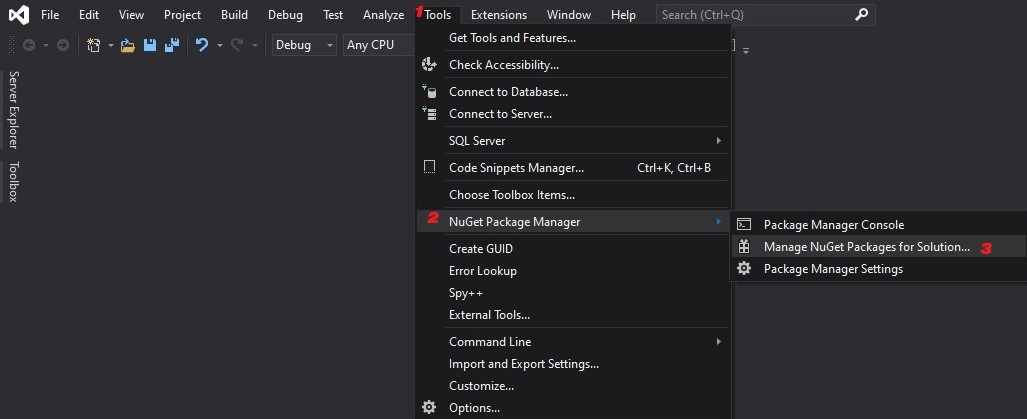 File Edit View Project Build Debug Test Analyze 1 Tools Extensions Window Help Search (Ctrl+Q)
Debug Any CPU
Server Explorer
Toolbox
Get Tools and Features...
Check Accessibility...
Connect to Database...
Connect to Server...
SQL Server
Code Snippets Manager... Ctrl+K, Ctrl+B
Choose Toolbox Items...
2 NuGet Package Manager
Package Manager Console
Manage NuGet Packages for Solution... 3
Package Manager Settings
Create GUID
Error Lookup
Spy++
External Tools...
Command Line
Import and Export Settings...
Customize...
Options...